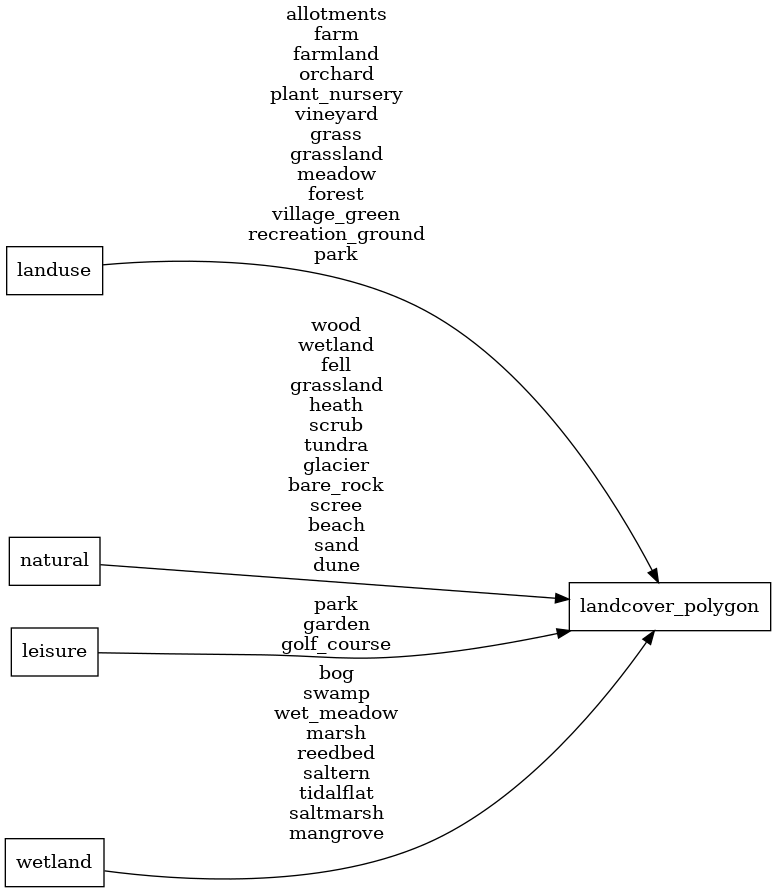 allotments
farm
farmland
orchard
plant_nursery
vineyard
grass
grassland
meadow
forest
village_green
recreation_ground
park
landuse
wood
wetland
fell
grassland
heath
scrub
tundra
glacier
bare_rock
scree
beach
sand
dune
natural
landcover_polygon
park
garden
golf_course
leisure
bog
swamp
wet_meadow
marsh
reedbed
saltern
tidalflat
saltmarsh
mangrove
wetland